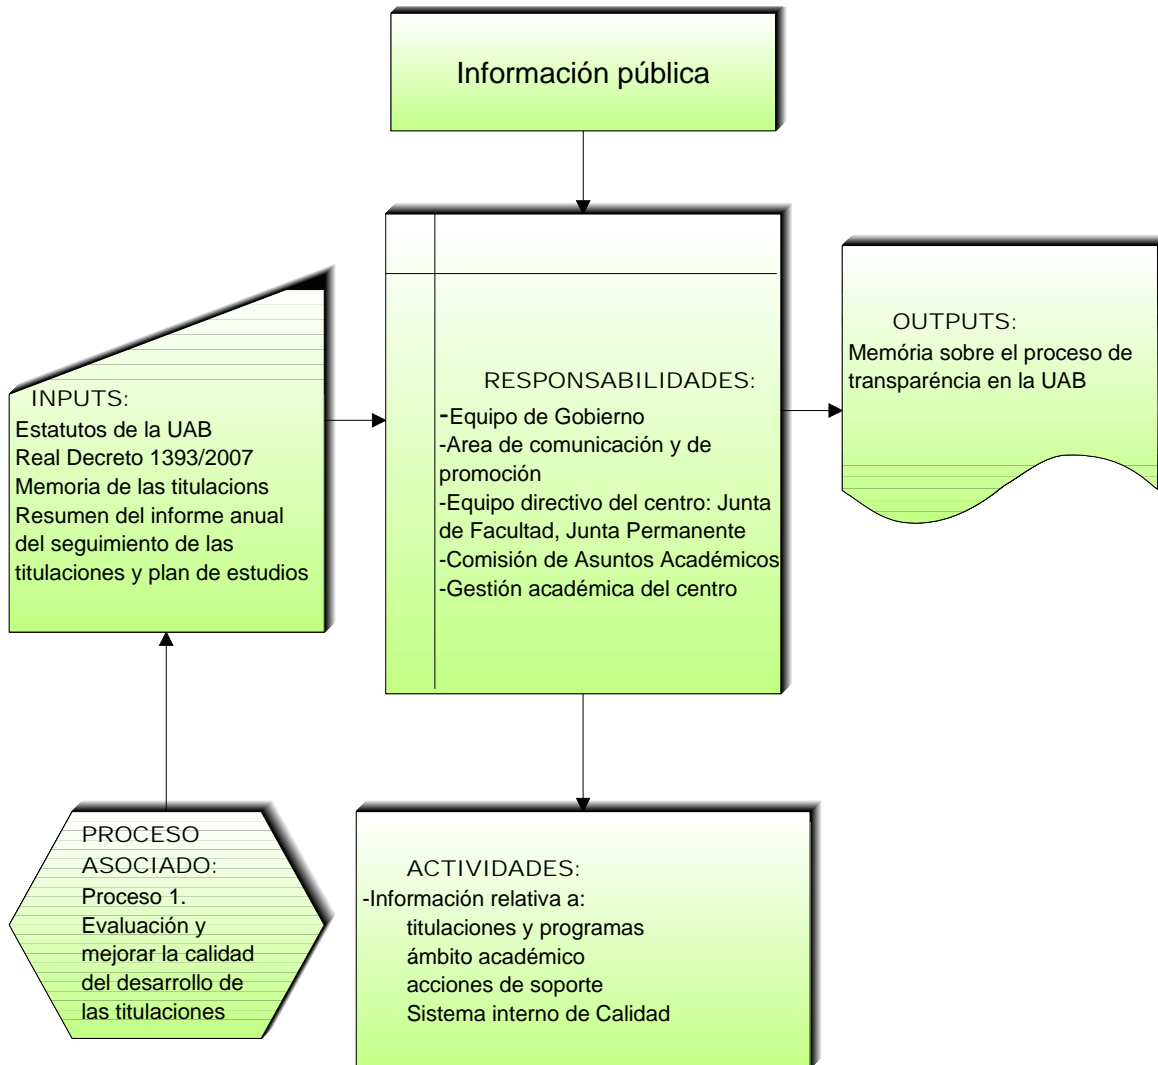 Información pública
INPUTS:
Estatutos de la UAB
Real Decreto 1393/2007
Memoria de las titulacions
Resumen del informe anual
del seguimiento de las
titulaciones y plan de estudios
RESPONSABILIDADES:
-Equipo de Gobierno
-Area de comunicación y de
promoción
-Equipo directivo del centro: Junta
de Facultad, Junta Permanente
-Comisión de Asuntos Académicos
-Gestión académica del centro
OUTPUTS:
Memória sobre el proceso de
transparéncia en la UAB
PROCESO
ASOCIADO:
Proceso 1.
Evaluación y
mejorar la calidad
del desarrollo de
las titulaciones
ACTIVIDADES:
-Información relativa a:
titulaciones y programas
ámbito académico
acciones de soporte
Sistema interno de Calidad